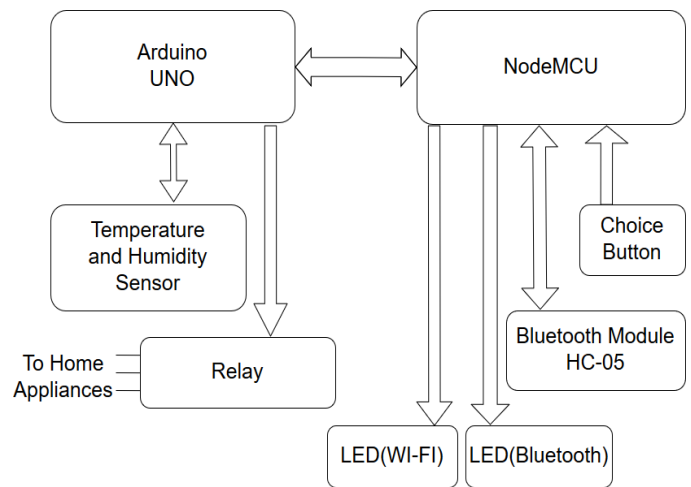 Arduino
UNO
NodeMCU
Temperature
and Humidity
Sensor
Choice
Button
Bluetooth Module
HC-05
To Home
Appliances
Relay
LED(WI-FI)
LED(Bluetooth)